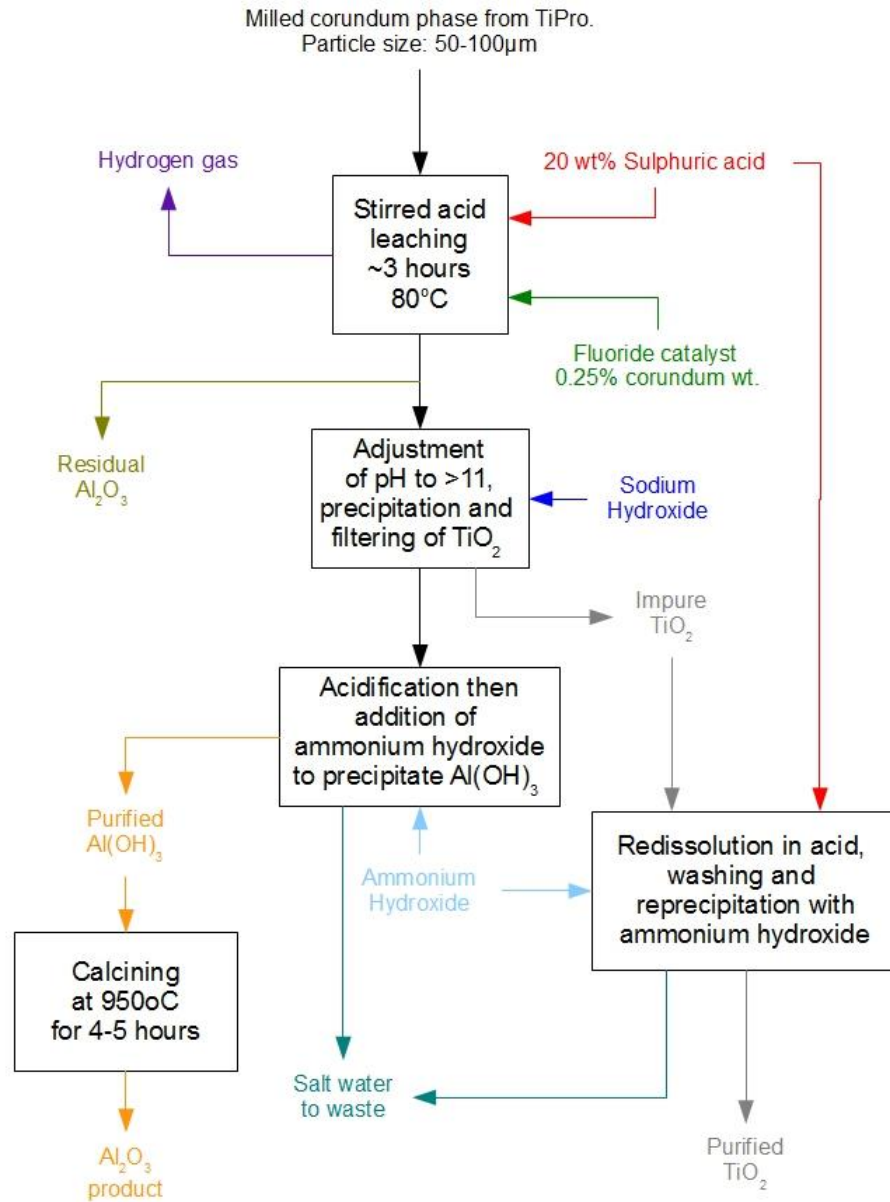 Milled corundum phase from TiPro.
Particle size: 50-100µm
Hydrogen gas
20 wt% Sulphuric acid
Stirred acid
leaching
~3 hours
80°C
Fluoride catalyst
0.25% corundum wt.
Residual
Al₂O₃
Adjustment
of pH to >11,
precipitation and
filtering of TiO₂
Sodium
Hydroxide
Impure
TiO₂
Acidification then
addition of
ammonium hydroxide
to precipitate Al(OH)₃
Purified
Al(OH)₃
Ammonium
Hydroxide
Redissolution in acid,
washing and
reprecipitation with
ammonium hydroxide
Calcining
at 950oC
for 4-5 hours
Salt water
to waste
Al₂O₃
product
Purified
TiO₂